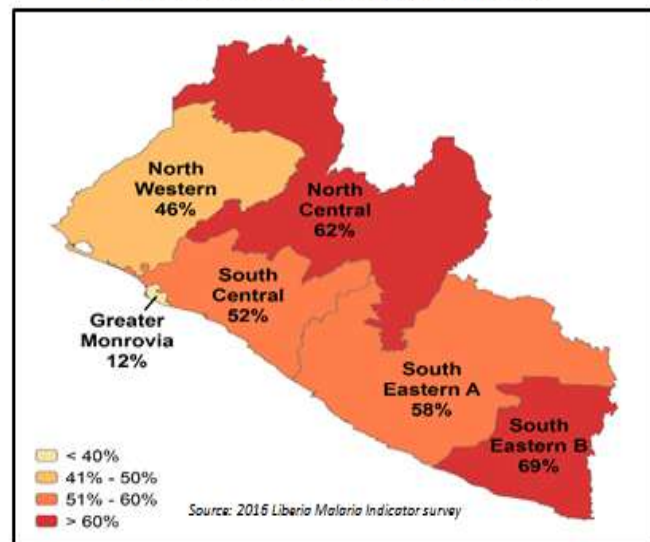 North
Western
46%
North
Central
62%
South
Central
52%
Greater
Monrovia
12%
South
Eastern A
58%
South
Eastern B
69%
< 40%
41% - 50%
51% - 60%
> 60%
Source: 2016 Liberia Malaria Indicator survey